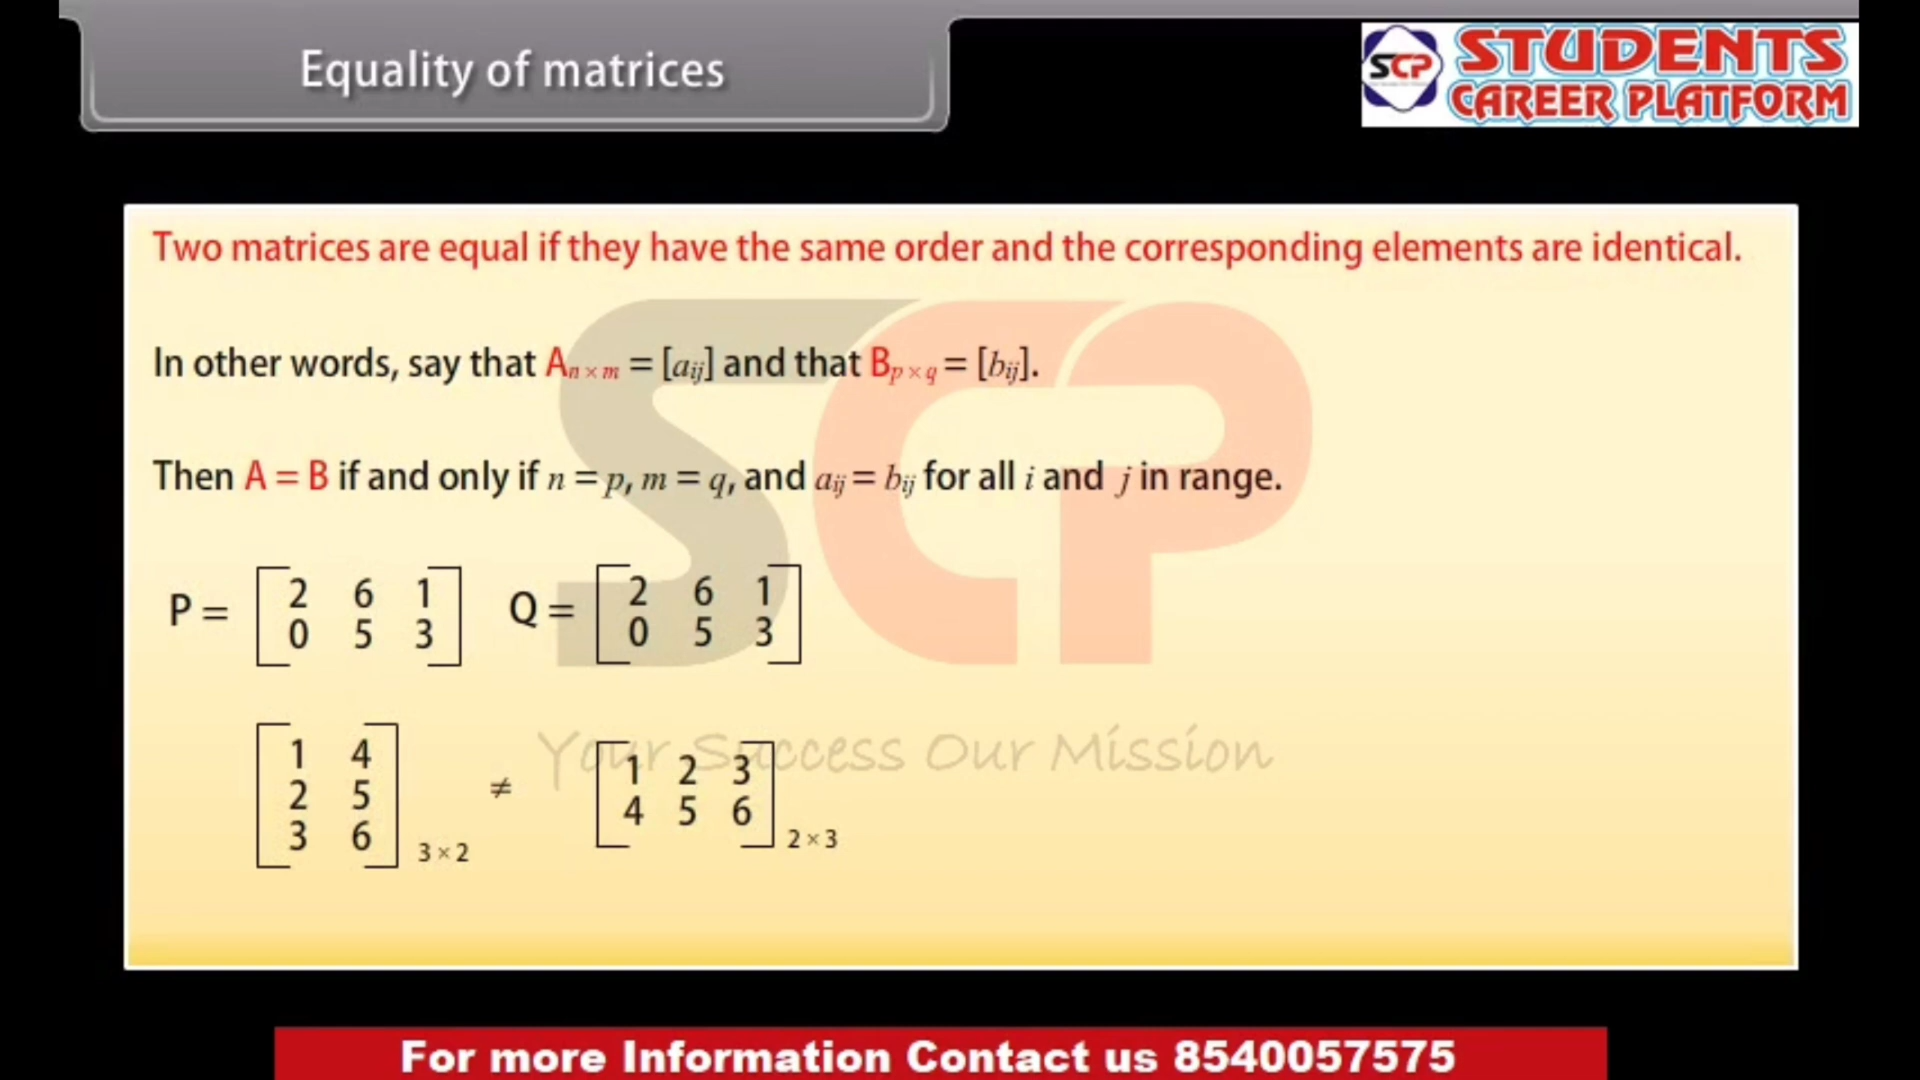 Equality of matrices
SCP STUDENTS
CAREER PLATFORM
Two matrices are equal if they have the same order and the corresponding elements are identical.
In other words, say that Aₙ × ₘ = [aᵢⱼ] and that Bp × q = [bᵢⱼ].
Then A = B if and only if n = p, m = q, and aᵢⱼ = bᵢⱼ for all i and j in range.
P = [2 6 1
0 5 3]
Q = [2 6 1
0 5 3]
[1 4
2 5
3 6] 3 × 2
≠
[1 2 3
4 5 6] 2 × 3
SCP
Your Success Our Mission
For more Information Contact us 8540057575